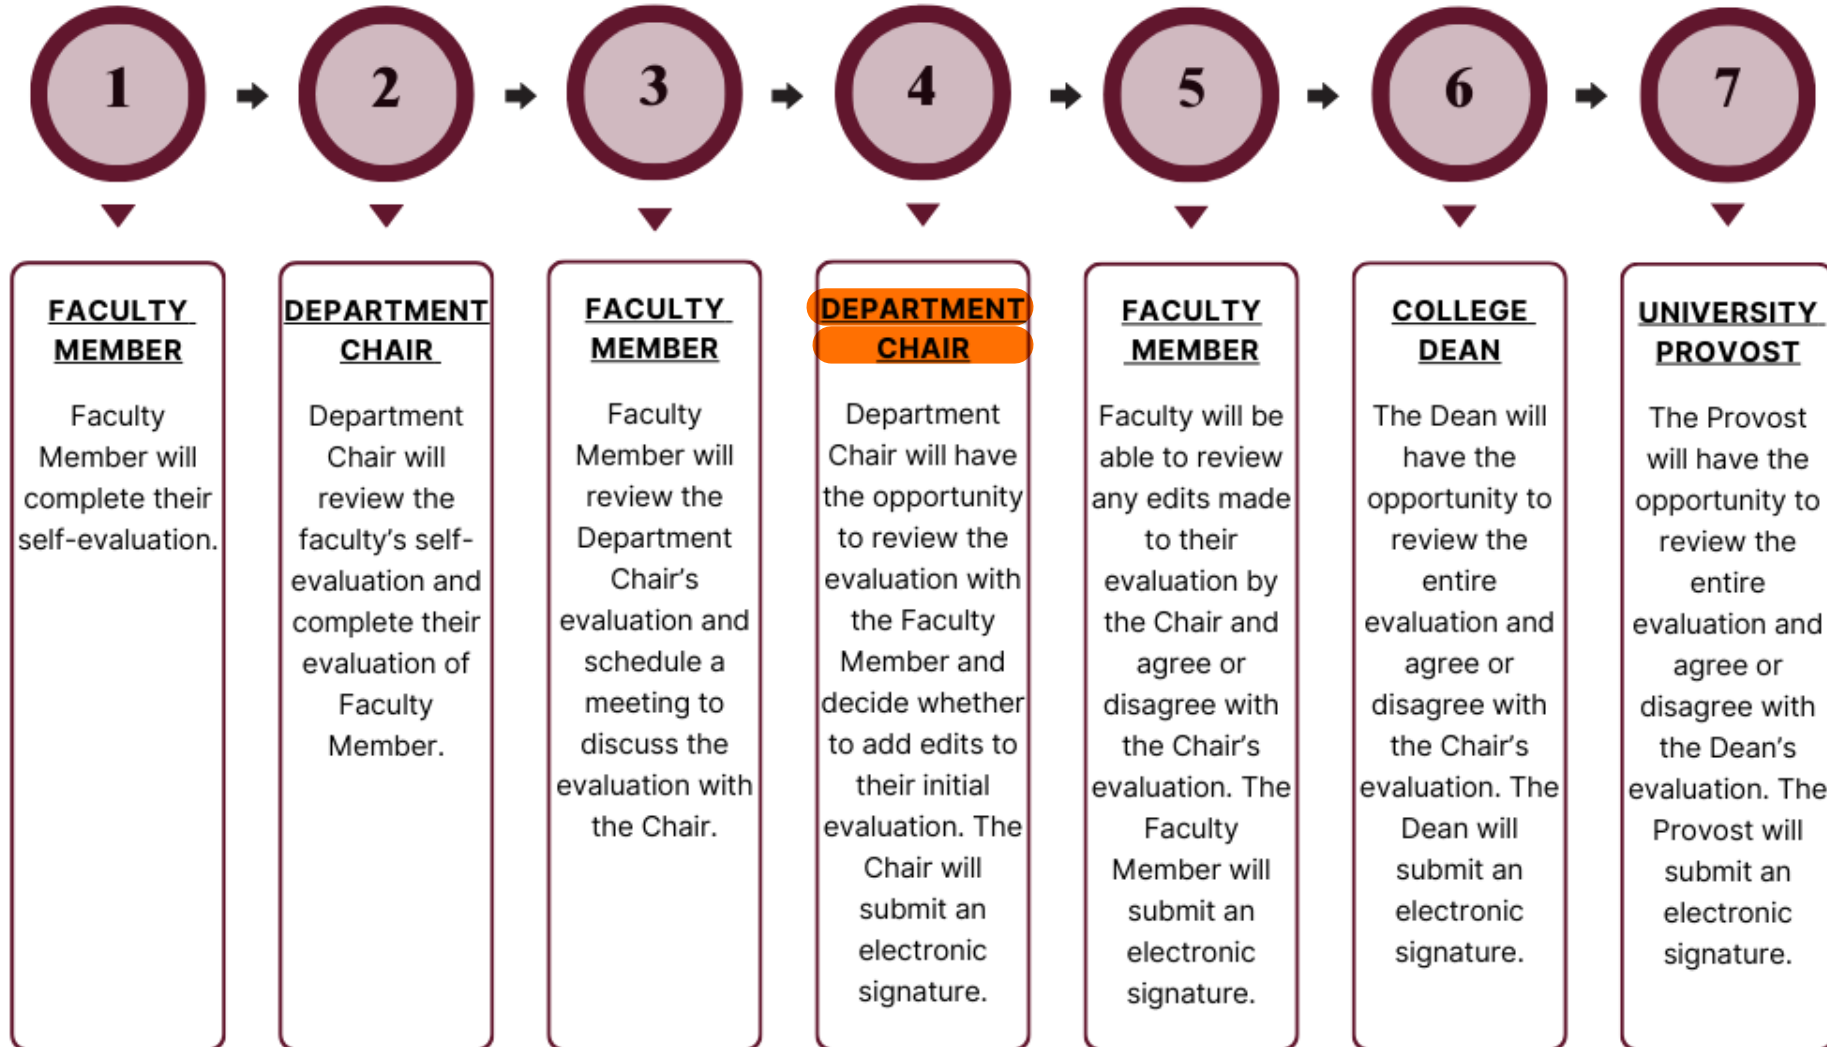 1
2
3
4
5
6
7
FACULTY
MEMBER
Faculty
Member will
complete their
self-evaluation.
DEPARTMENT
CHAIR
Department
Chair will
review the
faculty's self-
evaluation and
complete their
evaluation of
Faculty
Member.
FACULTY
MEMBER
Faculty
Member will
review the
Department
Chair's
evaluation and
schedule a
meeting to
discuss the
evaluation with
the Chair.
DEPARTMENT
CHAIR
Department
Chair will have
the opportunity
to review the
evaluation with
the Faculty
Member and
decide whether
to add edits to
their initial
evaluation. The
Chair will
submit an
electronic
signature.
FACULTY
MEMBER
Faculty will be
able to review
any edits made
to their
evaluation by
the Chair and
agree or
disagree with
the Chair's
evaluation. The
Faculty
Member will
submit an
electronic
signature.
COLLEGE
DEAN
The Dean will
have the
opportunity to
review the
entire
evaluation and
agree or
disagree with
the Chair's
evaluation. The
Dean will
submit an
electronic
signature.
UNIVERSITY
PROVOST
The Provost
will have the
opportunity to
review the
entire
evaluation and
agree or
disagree with
the Dean's
evaluation. The
Provost will
submit an
electronic
signature.